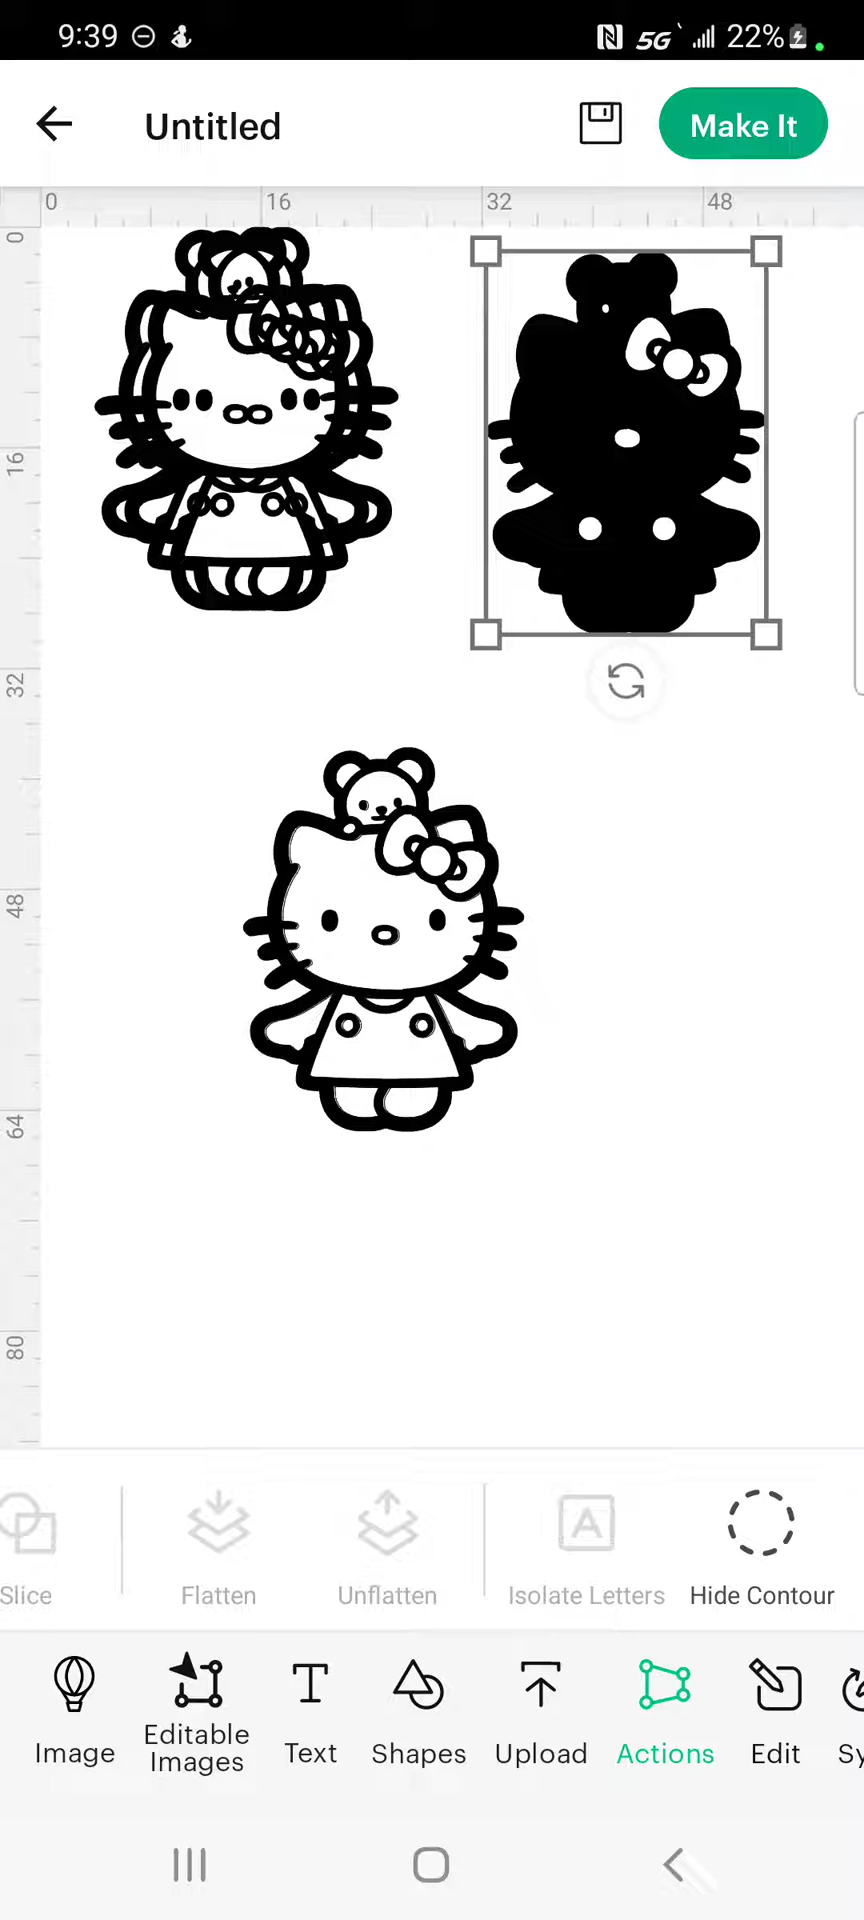 9:39 5G 22%
Untitled Make It
0 16 32 48
0
16
32
48
64
80
A
Slice Flatten Unflatten Isolate Letters Hide Contour
T
Image Editable Images Text Shapes Upload Actions Edit Sy